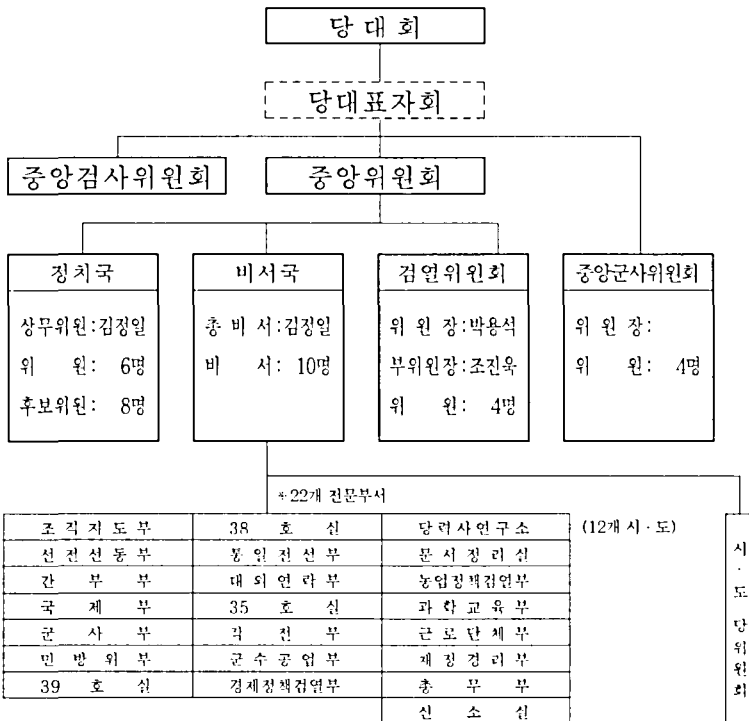 당 대 회
당대표자회
중앙검사위원회 중앙위원회
정치국 비서국 검열위원회 중앙군사위원회
상무위원:김정일 총 비 서:김정일 위 원 장:박용석 위 원 장:
위 원: 6명 비 서: 10명 부위원장:조진욱 위 원: 4명
후보위원: 8명 위 원: 4명
*22개 전문부서
조 직 지 도 부 38 호 실 당력사연구소 (12개 시·도)
선 전 선 동 부 통 일 전 선 부 문 서 정 리 실
간 부 부 대 외 연 락 부 농업정책검열부
국 제 부 35 호 실 과 학 교 육 부
군 사 부 작 전 부 근 로 단 체 부
민 방 위 부 군 수 공 업 부 재 정 경 리 부
39 호 실 경제정책검열부 총 무 부
신 소 실
시·도 당위원회